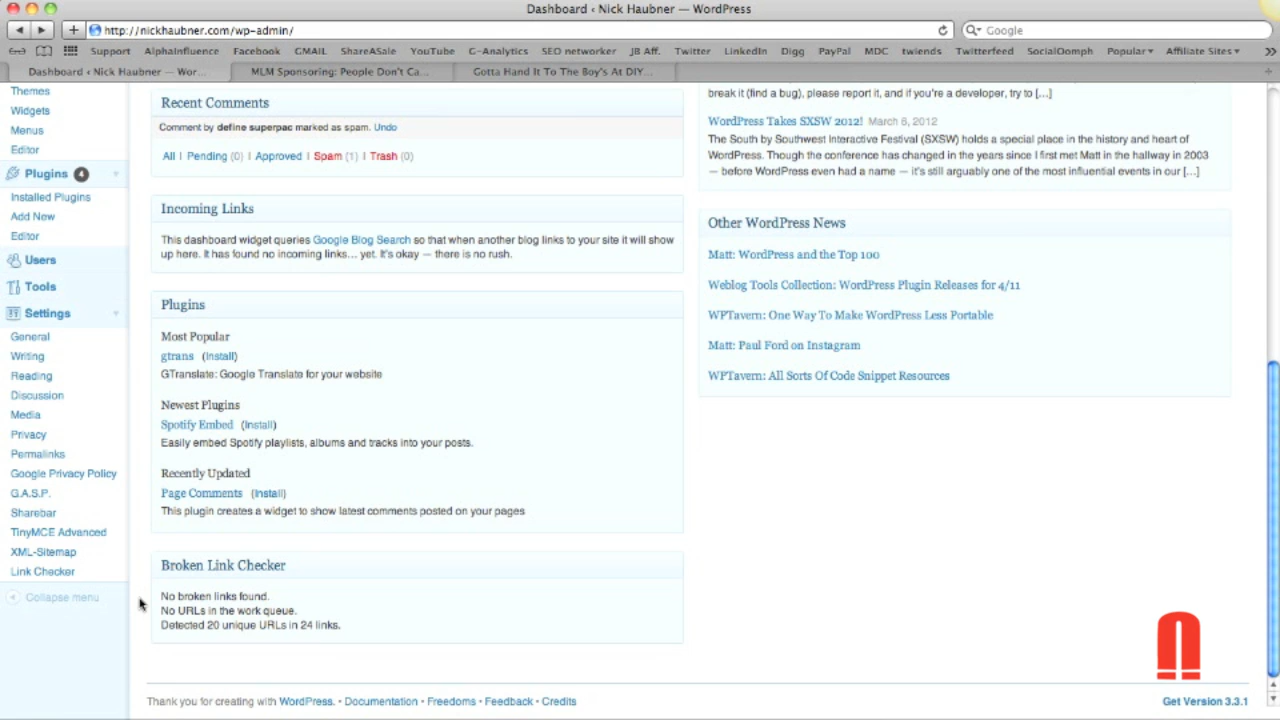 Dashboard ‹ Nick Haubner — WordPress
http://nickhaubner.com/wp-admin/
Google
Support AlphaInfluence Facebook GMAIL ShareASale YouTube G-Analytics SEO networker JB Aff. Twitter LinkedIn Digg PayPal MDC twiends Twitterfeed SocialOomph Popular▾ Affiliate Sites▾ »
Dashboard ‹ Nick Haubner — Wor...
MLM Sponsoring: People Don't Ca...
Gotta Hand It To The Boy's At DIY...
Themes
Widgets
Menus
Editor
Plugins 4
Installed Plugins
Add New
Editor
Users
Tools
Settings
General
Writing
Reading
Discussion
Media
Privacy
Permalinks
Google Privacy Policy
G.A.S.P.
Sharebar
TinyMCE Advanced
XML-Sitemap
Link Checker
Collapse menu
Recent Comments
Comment by define superpac marked as spam. Undo
All | Pending (0) | Approved | Spam (1) | Trash (0)
Incoming Links
This dashboard widget queries Google Blog Search so that when another blog links to your site it will show
up here. It has found no incoming links... yet. It's okay — there is no rush.
Plugins
Most Popular
gtrans (Install)
GTranslate: Google Translate for your website
Newest Plugins
Spotify Embed (Install)
Easily embed Spotify playlists, albums and tracks into your posts.
Recently Updated
Page Comments (Install)
This plugin creates a widget to show latest comments posted on your pages
Broken Link Checker
No broken links found.
No URLs in the work queue.
Detected 20 unique URLs in 24 links.
break it (find a bug), please report it, and if you're a developer, try to [...]
WordPress Takes SXSW 2012! March 6, 2012
The South by Southwest Interactive Festival (SXSW) holds a special place in the history and heart of
WordPress. Though the conference has changed in the years since I first met Matt in the hallway in 2003
— before WordPress even had a name — it's still arguably one of the most influential events in our [...]
Other WordPress News
Matt: WordPress and the Top 100
Weblog Tools Collection: WordPress Plugin Releases for 4/11
WPTavern: One Way To Make WordPress Less Portable
Matt: Paul Ford on Instagram
WPTavern: All Sorts Of Code Snippet Resources
Thank you for creating with WordPress. • Documentation • Freedoms • Feedback • Credits
Get Version 3.3.1